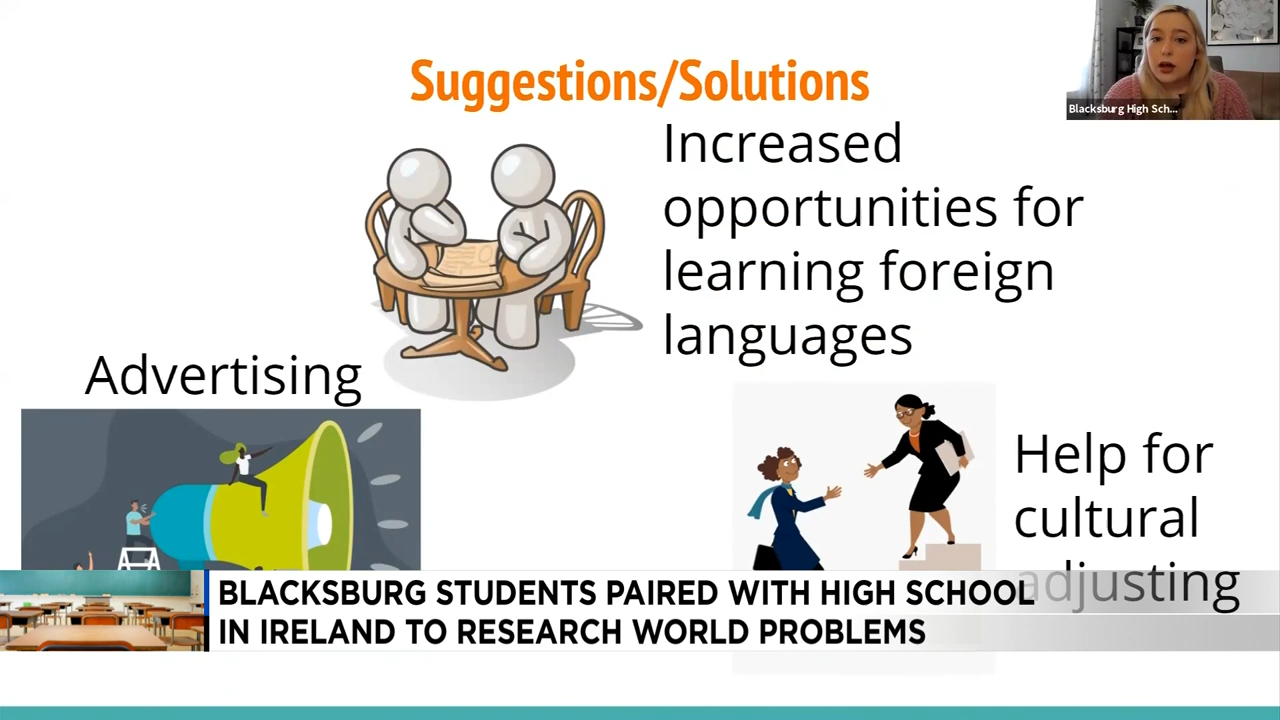 Suggestions/Solutions
Blacksburg High Sch...
Increased
opportunities for
learning foreign
languages
Advertising
Help for
cultural
adjusting
BLACKSBURG STUDENTS PAIRED WITH HIGH SCHOOL
IN IRELAND TO RESEARCH WORLD PROBLEMS